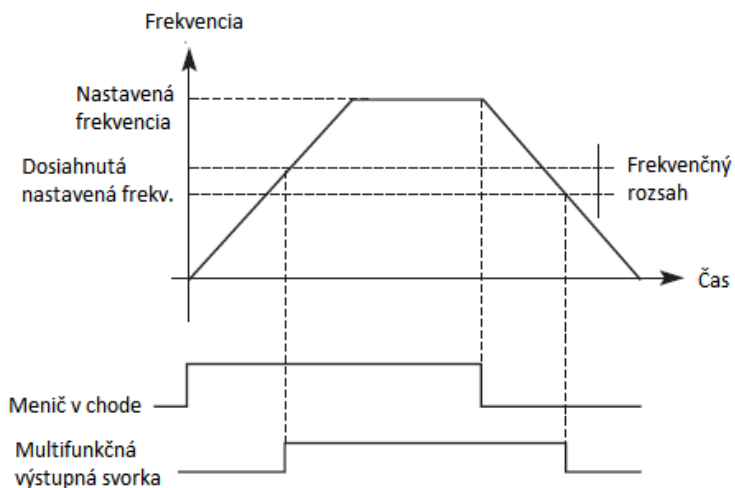 Frekvencia
Nastavená
frekvencia
Dosiahnutá
nastavená frekv.
Frekvenčný
rozsah
Čas
Menič v chode
Multifunkčná
výstupná svorka